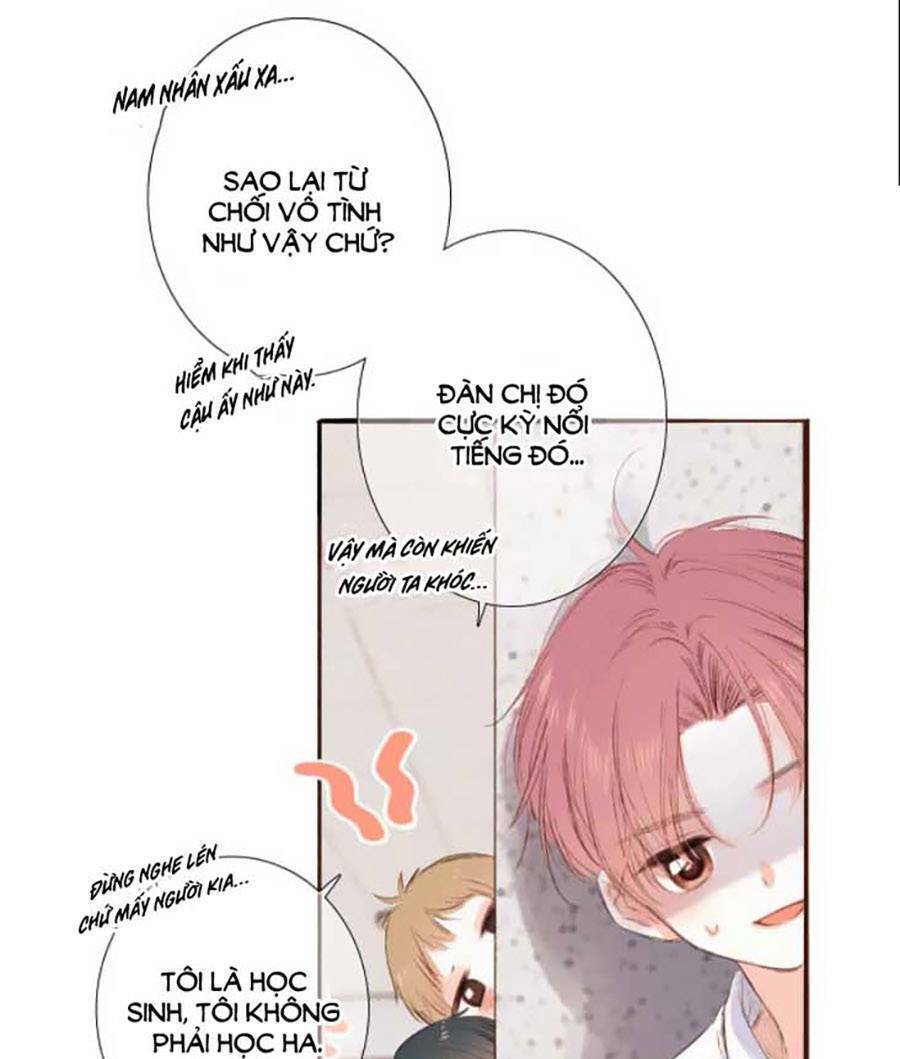 NAM NHÂN XẤU XA...
SAO LẠI TỪ
CHỐI VÔ TÌNH
NHƯ VẬY CHỨ?
HIỂM KHI THẤY
CẬU ẤY NHƯ NÀY.
ĐÀN CHỊ ĐÓ
CỰC KỲ NỔI
TIẾNG ĐÓ...
VẬY MÀ CÒN KHIẾN
NGƯỜI TA KHÓC...
ĐỪNG NGHE LÉN
CHỨ MẤY NGƯỜI KIA...
TÔI LÀ HỌC
SINH, TÔI KHÔNG
PHẢI HỌC HA.